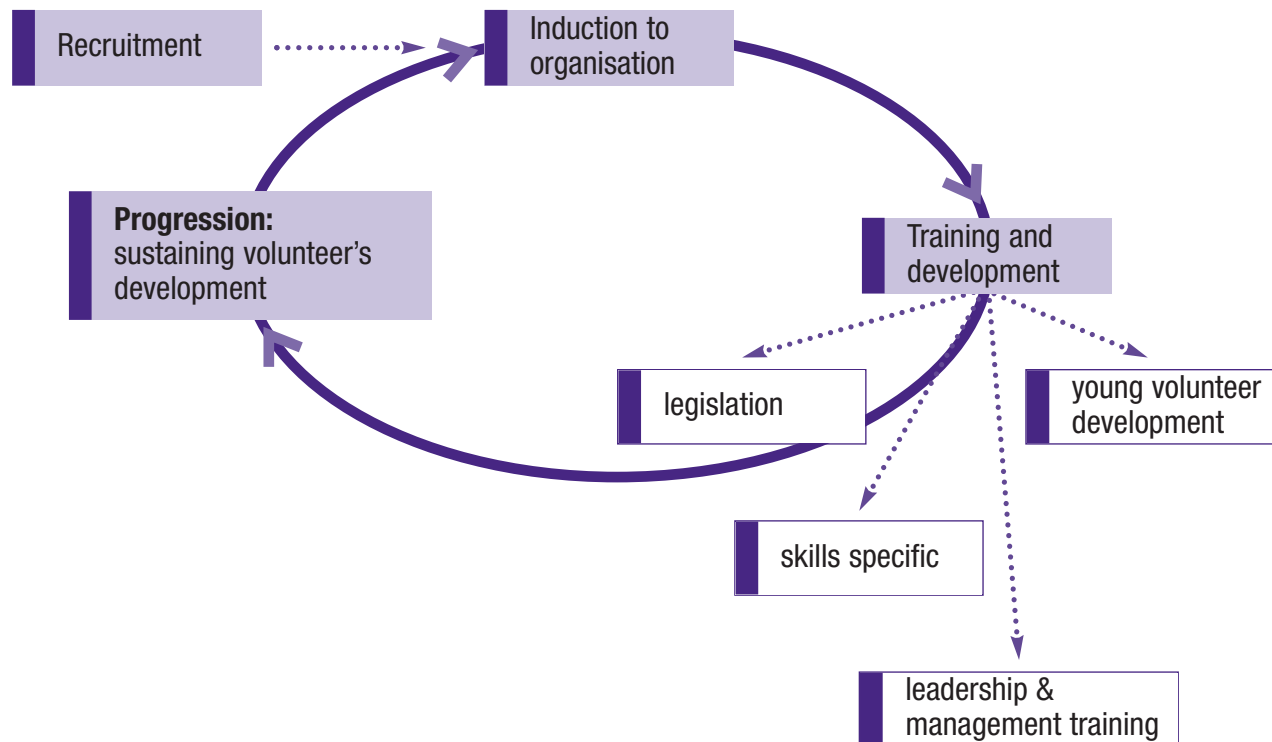 Recruitment
Induction to
organisation
Progression:
sustaining volunteer’s
development
Training and
development
legislation
young volunteer
development
skills specific
leadership &
management training